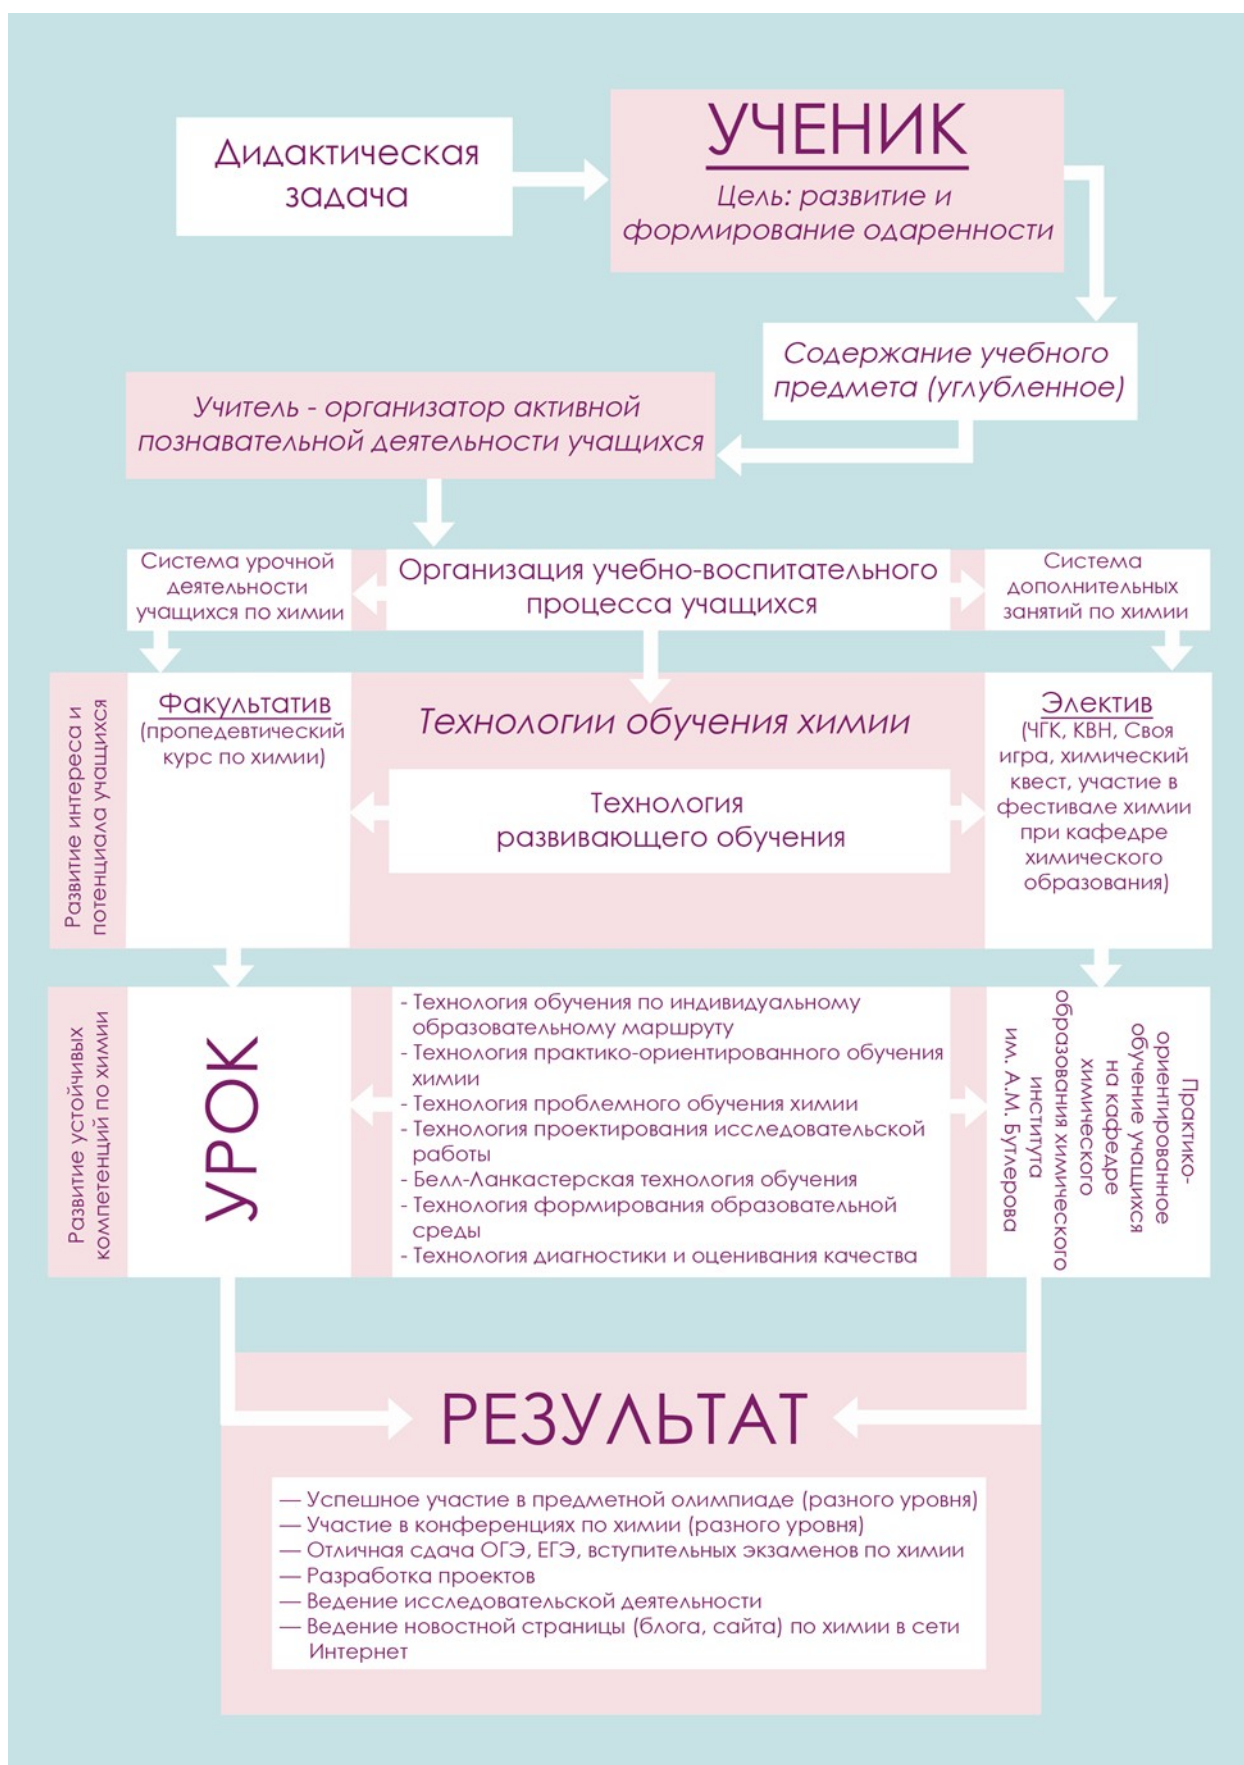 Дидактическая
задача
УЧЕНИК
Цель: развитие и
формирование одаренности
Содержание учебного
предмета (углубленное)
Учитель - организатор активной
познавательной деятельности учащихся
Система урочной
деятельности
учащихся по химии
Организация учебно-воспитательного
процесса учащихся
Система
дополнительных
занятий по химии
Развитие интереса и
потенциала учащихся
Факультатив
(пропедевтический
курс по химии)
Технологии обучения химии
Технология
развивающего обучения
Электив
(ЧГК, КВН, Своя
игра, химический
квест, участие в
фестивале химии
при кафедре
химического
образования)
Развитие устойчивых
компетенций по химии
УРОК
- Технология обучения по индивидуальному
образовательному маршруту
- Технология практико-ориентированного обучения
химии
- Технология проблемного обучения химии
- Технология проектирования исследовательской
работы
- Белл-Ланкастерская технология обучения
- Технология формирования образовательной
среды
- Технология диагностики и оценивания качества
Практико-
ориентированное
обучение учащихся
на кафедре
химического
образования химического
института
им. А.М. Бутлерова
РЕЗУЛЬТАТ
— Успешное участие в предметной олимпиаде (разного уровня)
— Участие в конференциях по химии (разного уровня)
— Отличная сдача ОГЭ, ЕГЭ, вступительных экзаменов по химии
— Разработка проектов
— Ведение исследовательской деятельности
— Ведение новостной страницы (блога, сайта) по химии в сети
Интернет